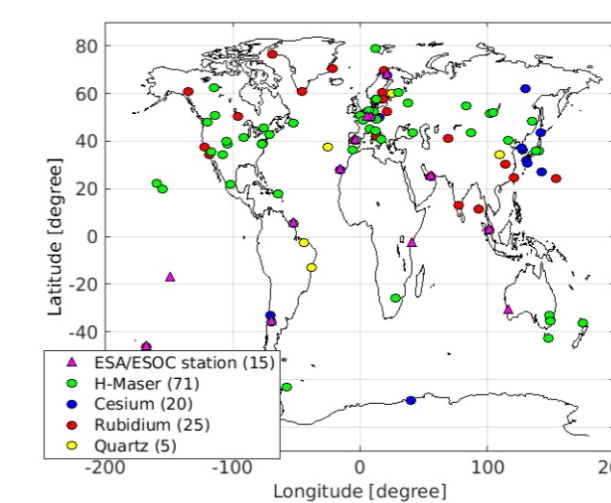 80
60
40
20
0
-20
-40
Latitude [degree]
ESA/ESOC station (15)
H-Maser (71)
Cesium (20)
Rubidium (25)
Quartz (5)
-200 -100 0 100
Longitude [degree]